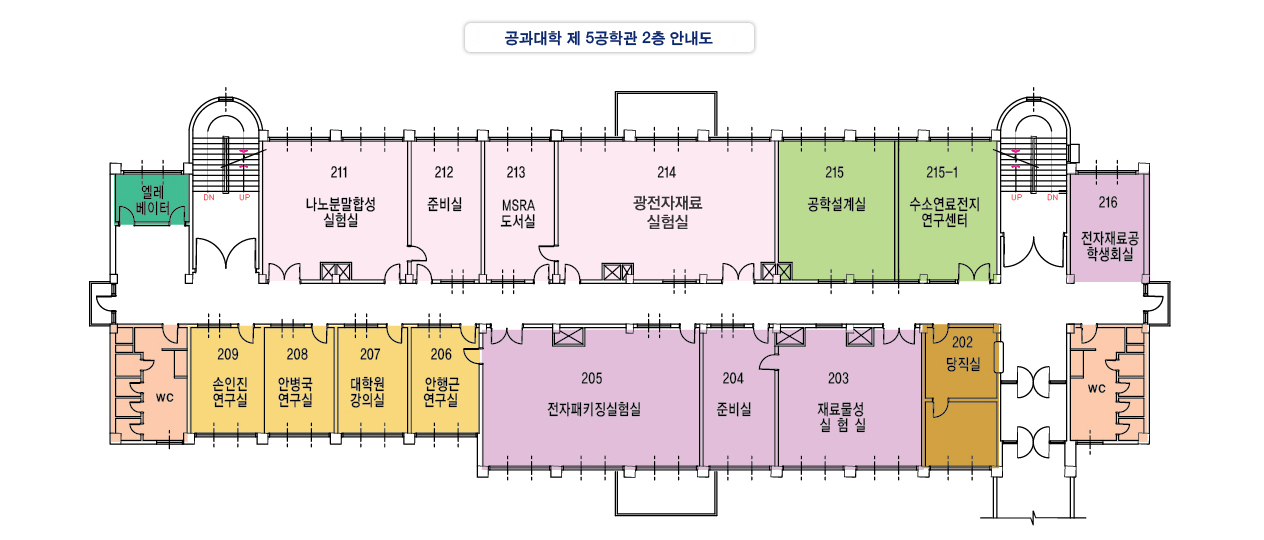 공과대학 제 5공학관 2층 안내도
엘레
베이터
DN UP
211
나노분말합성
실험실
212
준비실
213
MSRA
도서실
214
광전자재료
실험실
215
공학설계실
215-1
수소연료전지
연구센터
UP DN
216
전자재료공
학생회실
WC
209
손인진
연구실
208
안병국
연구실
207
대학원
강의실
206
안행근
연구실
205
전자패키징실험실
204
준비실
203
재료물성
실 험 실
202
당직실
WC